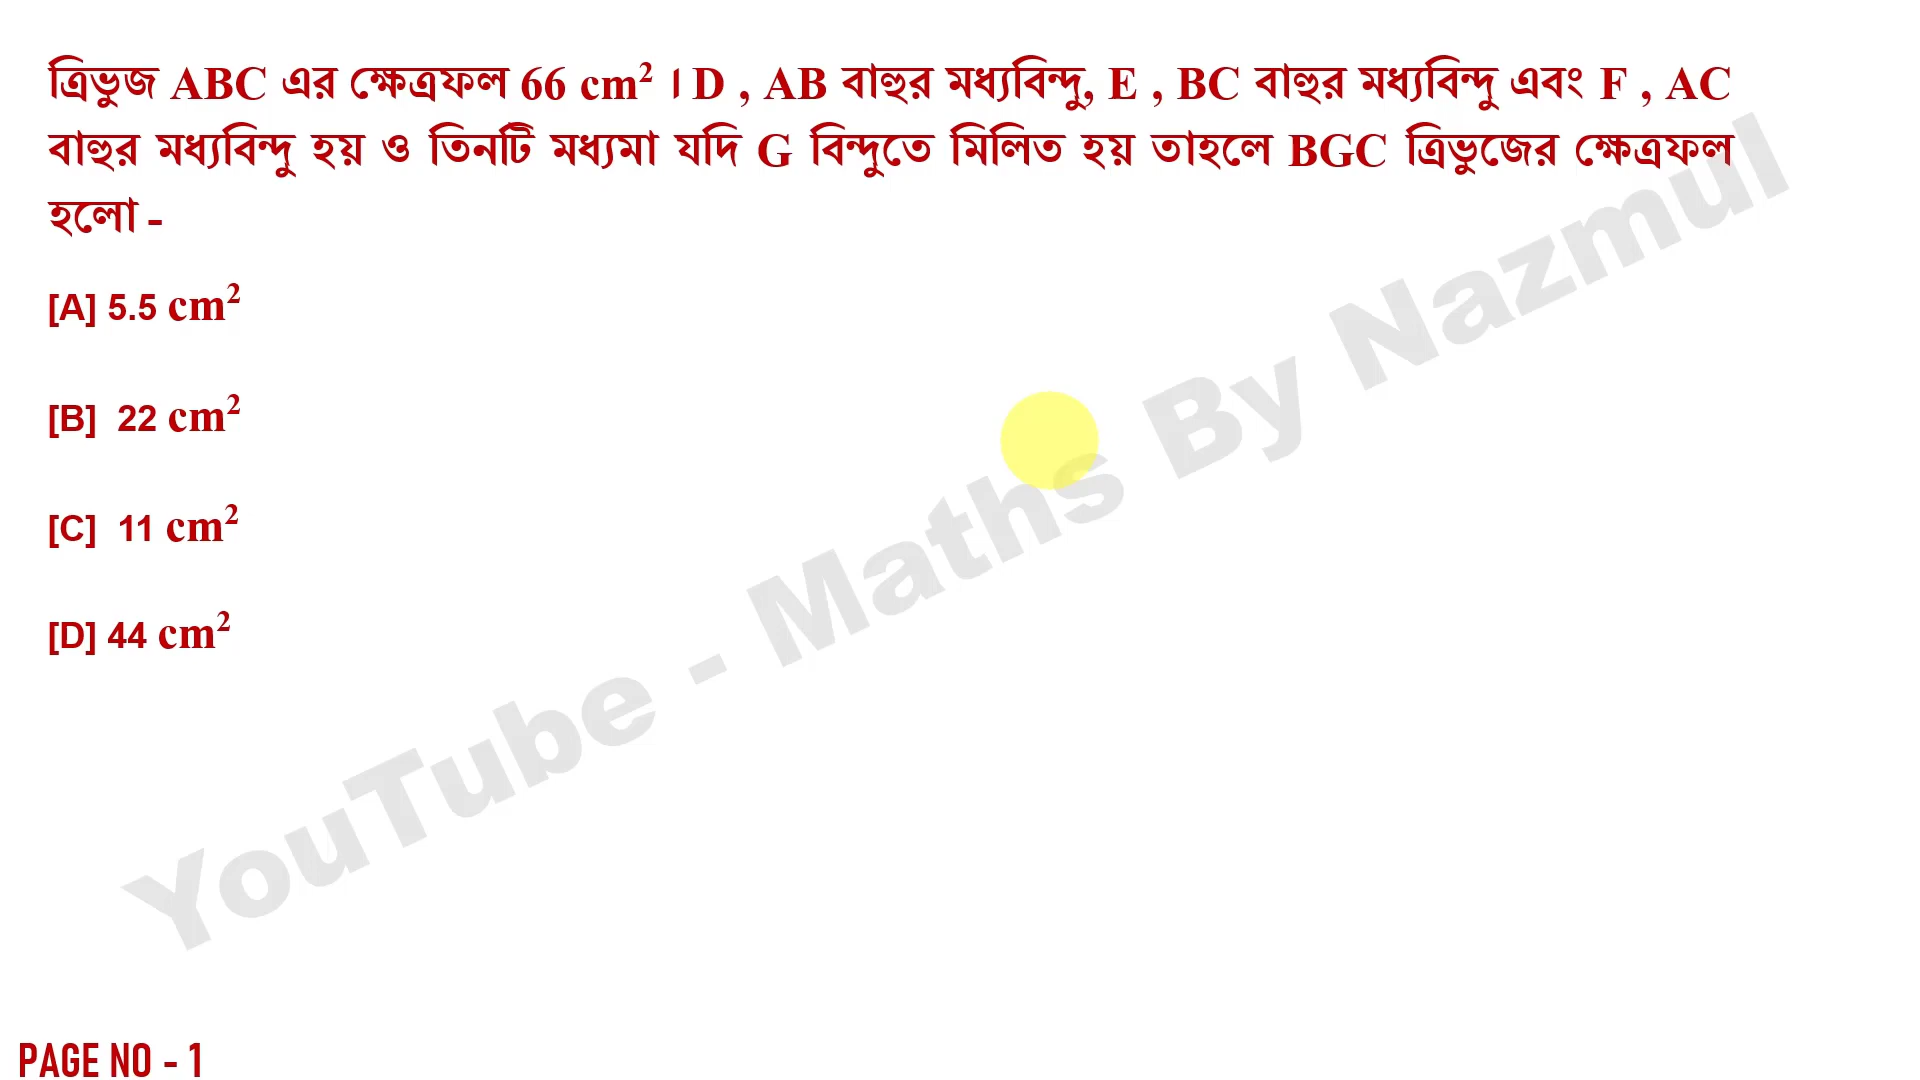 ত্রিভুজ ABC এর ক্ষেত্রফল 66 cm² । D , AB বাহুর মধ্যবিন্দু, E , BC বাহুর মধ্যবিন্দু এবং F , AC
বাহুর মধ্যবিন্দু হয় ও তিনটি মধ্যমা যদি G বিন্দুতে মিলিত হয় তাহলে BGC ত্রিভুজের ক্ষেত্রফল
হলো -
[A] 5.5 cm²
[B] 22 cm²
[C] 11 cm²
[D] 44 cm²
YouTube - Maths By Nazmul
PAGE NO - 1